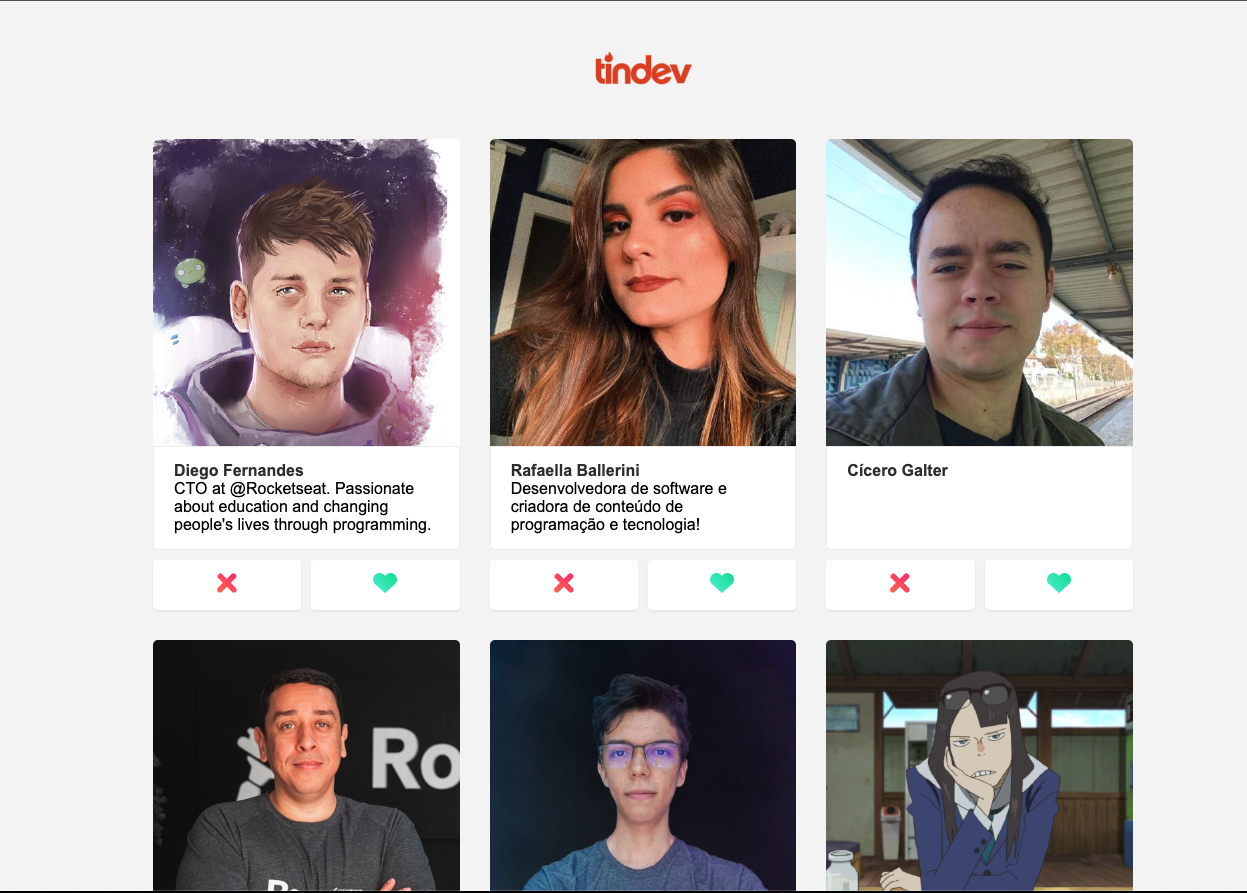 tindev
Diego Fernandes
CTO at @Rocketseat. Passionate
about education and changing
people's lives through programming.
Rafaella Ballerini
Desenvolvedora de software e
criadora de conteúdo de
programação e tecnologia!
Cícero Galter
Ro